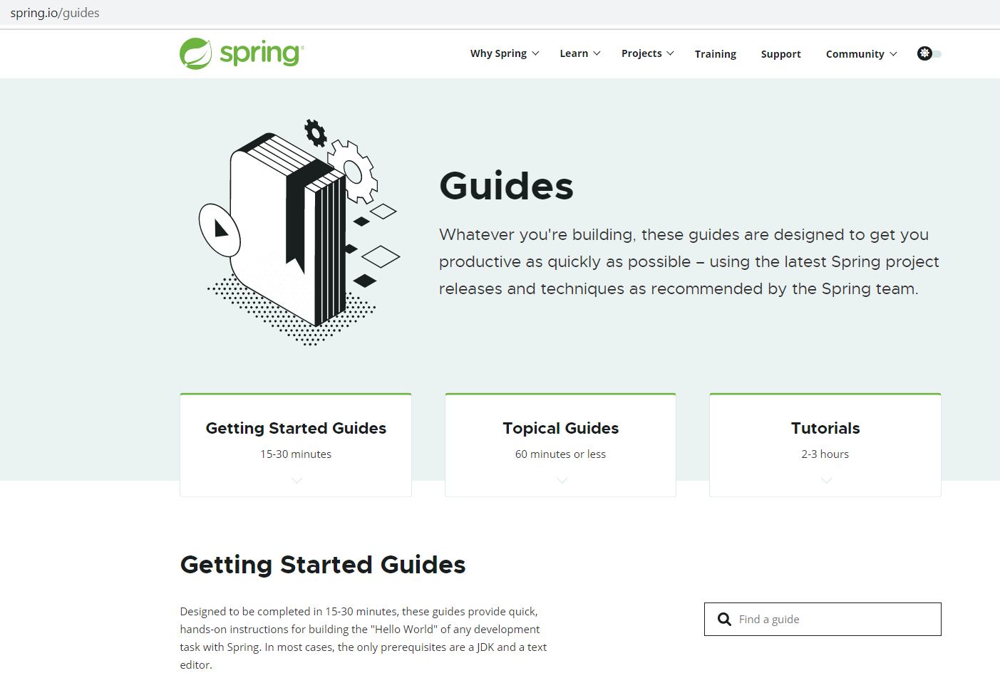 spring.io/guides
spring
Why Spring
Learn
Projects
Training
Support
Community
Guides
Whatever you're building, these guides are designed to get you
productive as quickly as possible – using the latest Spring project
releases and techniques as recommended by the Spring team.
Getting Started Guides
15-30 minutes
Topical Guides
60 minutes or less
Tutorials
2-3 hours
Getting Started Guides
Designed to be completed in 15-30 minutes, these guides provide quick,
hands-on instructions for building the "Hello World" of any development
task with Spring. In most cases, the only prerequisites are a JDK and a text
editor.
Find a guide